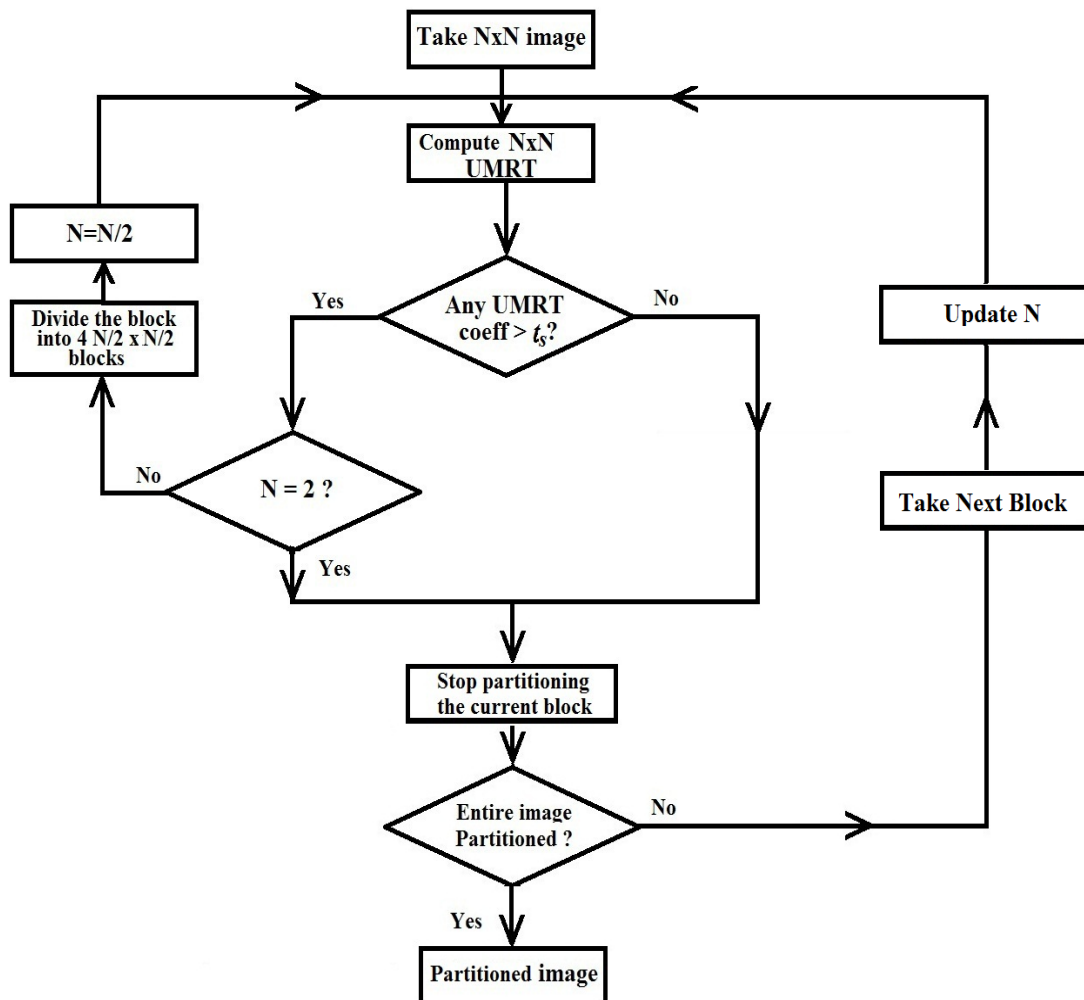 Take NxN image
Compute NxN
UMRT
N=N/2
Yes
Any UMRT
coeff > tₛ?
No
Divide the block
into 4 N/2 x N/2
blocks
Update N
No
N = 2 ?
Yes
Take Next Block
Stop partitioning
the current block
Entire image
Partitioned ?
No
Yes
Partitioned image